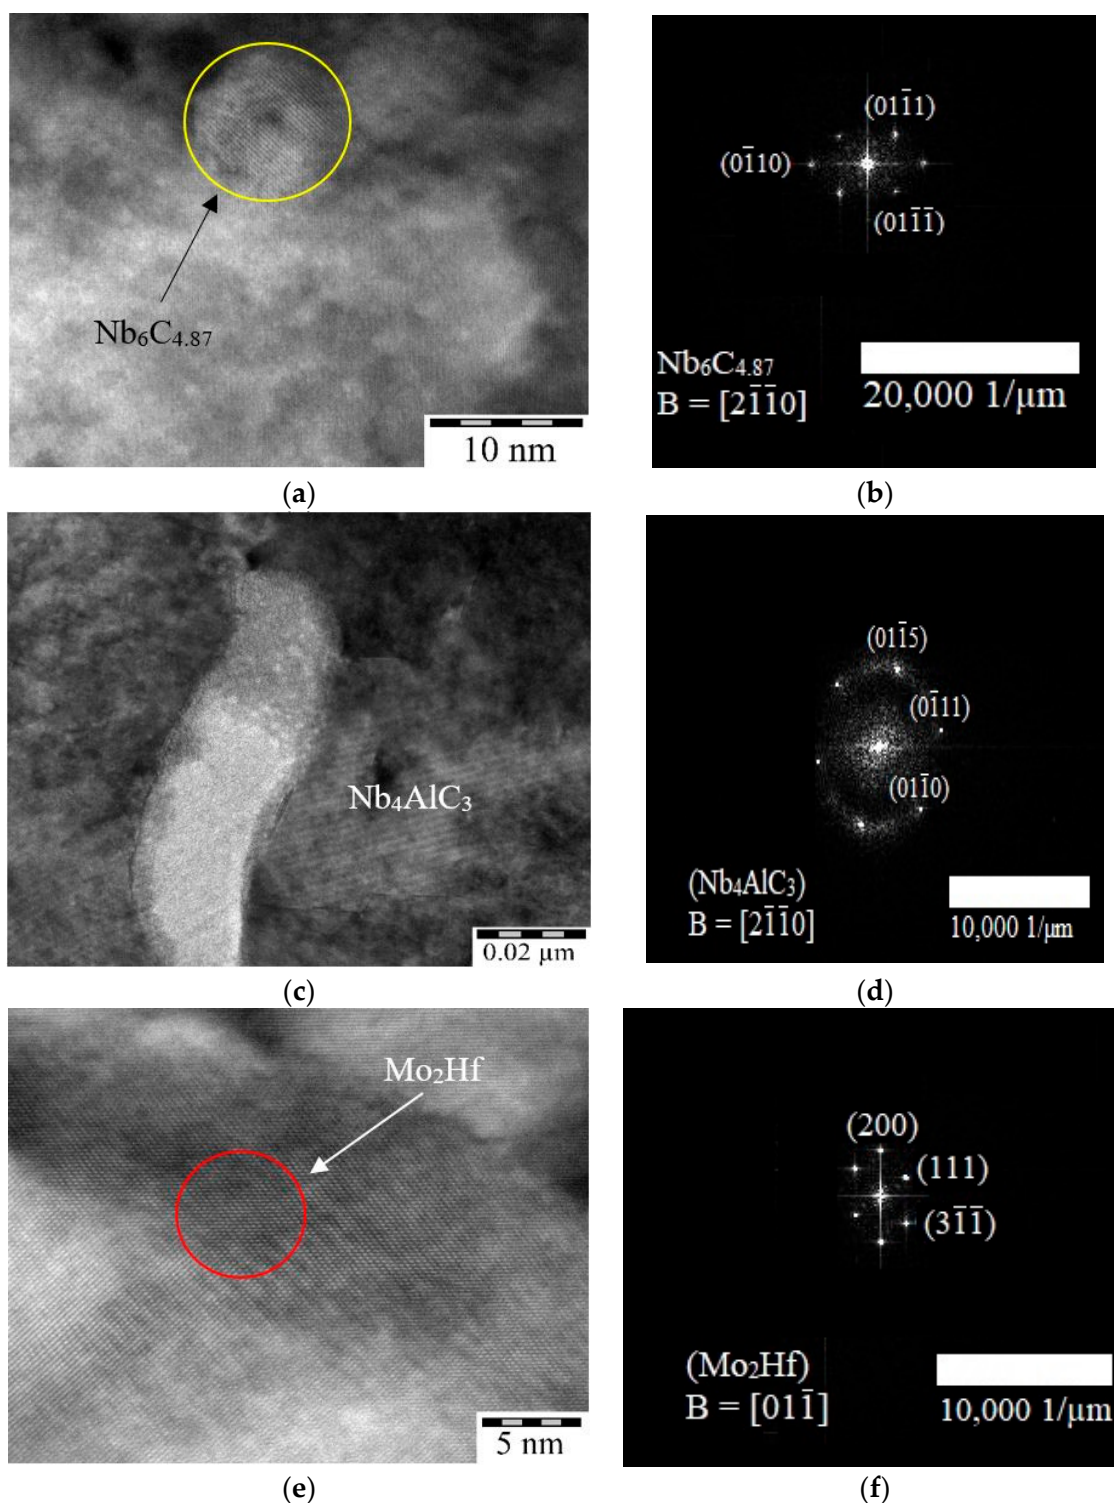 Nb₆C₄.₈₇
10 nm
(a)
(011̄1)
(01̄10)
(011̄1̄)
Nb₆C₄.₈₇
B = [21̄1̄0]
20,000 1/µm
(b)
Nb₄AlC₃
0.02 µm
(c)
(011̄5)
(01̄11)
(011̄0)
(Nb₄AlC₃)
B = [21̄1̄0]
10,000 1/µm
(d)
Mo₂Hf
5 nm
(e)
(200)
(111)
(31̄1̄)
(Mo₂Hf)
B = [011̄]
10,000 1/µm
(f)